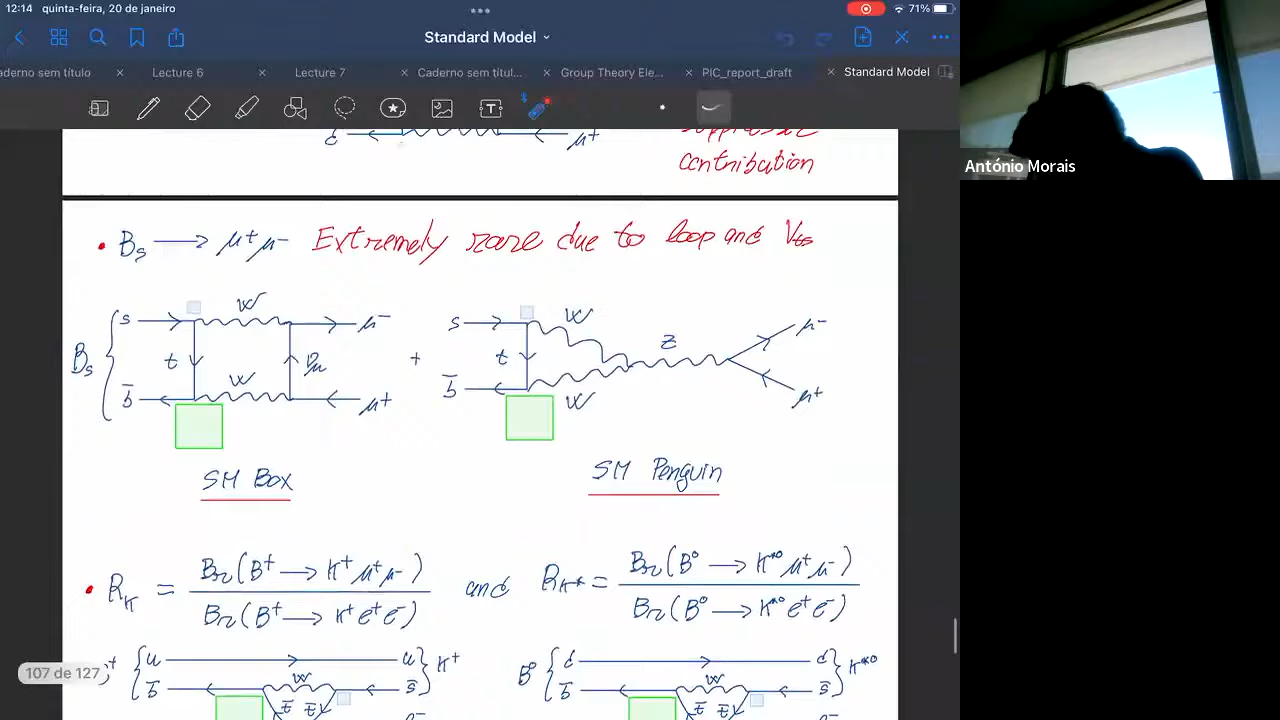 12:14 quinta-feira, 20 de janeiro
71%
Standard Model
aderno sem título
Lecture 6
Lecture 7
Caderno sem títul...
Group Theory Ele...
PIC_report_draft
Standard Model
António Morais
μ+
contribution
• Bs → μ+ μ- Extremely rare due to loop and Vts
s W μ- s W μ-
Bs t νμ + t Z
b̄ W μ+ b̄ W μ+
SM Box SM Penguin
• RK = Br(B+ → K+ μ+ μ-) / Br(B+ → K+ e+ e-) and RK* = Br(B0 → K*0 μ+ μ-) / Br(B0 → K*0 e+ e-)
107 de 127
+ u u K+ B0 d d K*0
b̄ W s̄ b̄ W s̄
t̄ t̄ t̄ t̄